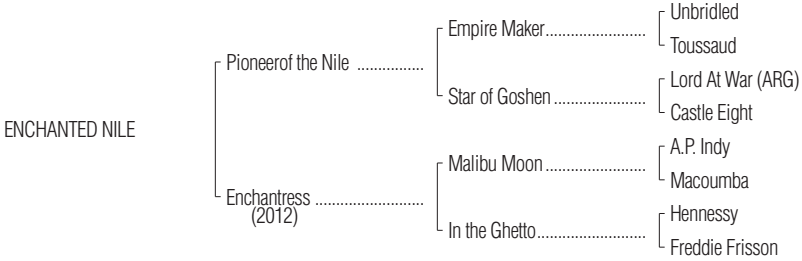 Unbridled
Empire Maker........................
Toussaud
Pioneerof the Nile ................
Lord At War (ARG)
Star of Goshen ......................
Castle Eight
ENCHANTED NILE
A.P. Indy
Malibu Moon........................
Macoumba
Enchantress ..........................
(2012)
Hennessy
In the Ghetto..........................
Freddie Frisson